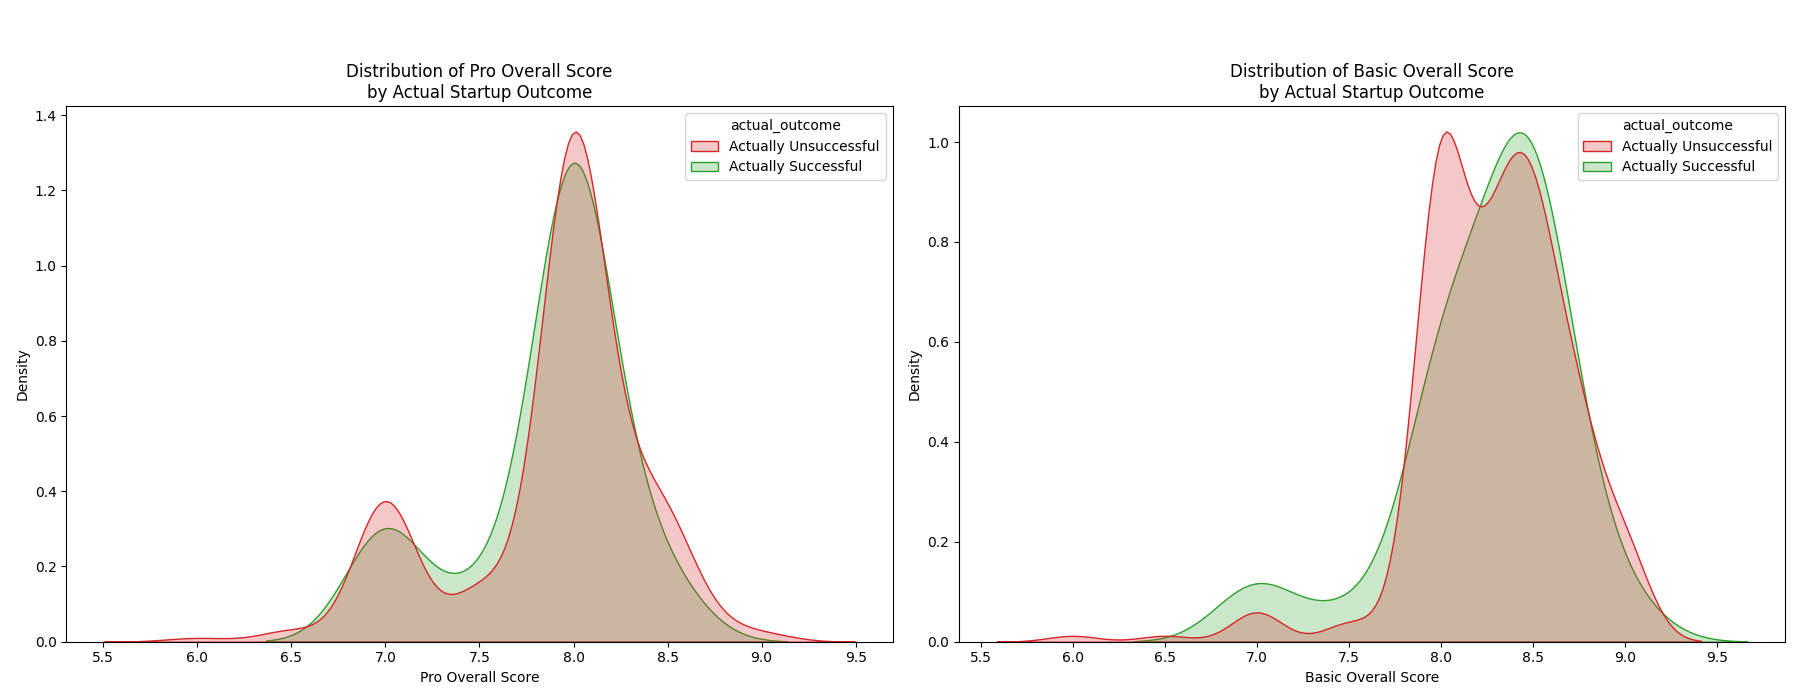 Distribution of Pro Overall Score
by Actual Startup Outcome
1.4
1.2
1.0
0.8
0.6
0.4
0.2
0.0
Density
5.5 6.0 6.5 7.0 7.5 8.0 8.5 9.0 9.5
Pro Overall Score
actual_outcome
Actually Unsuccessful
Actually Successful
Distribution of Basic Overall Score
by Actual Startup Outcome
1.0
0.8
0.6
0.4
0.2
0.0
Density
5.5 6.0 6.5 7.0 7.5 8.0 8.5 9.0 9.5
Basic Overall Score
actual_outcome
Actually Unsuccessful
Actually Successful